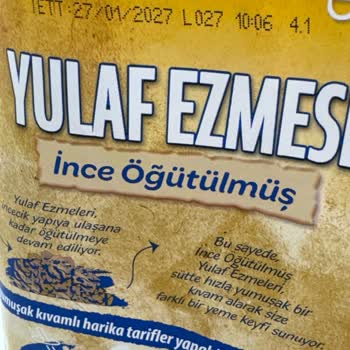 TETT:27/01/2027 L027 10:06 4.1
YULAF EZMES
İnce Öğütülmüş
Yulaf Ezmeleri,
incecik yapıya ulaşana
kadar öğütülmeye
devam ediliyor.
Bu sayede,
İnce Öğütülmüş
Yulaf Ezmeleri,
sütte hızla yumuşak bir
kıvam alarak size
farklı bir yeme keyfi sunuyor.
yumuşak kıvamlı harika tarifler